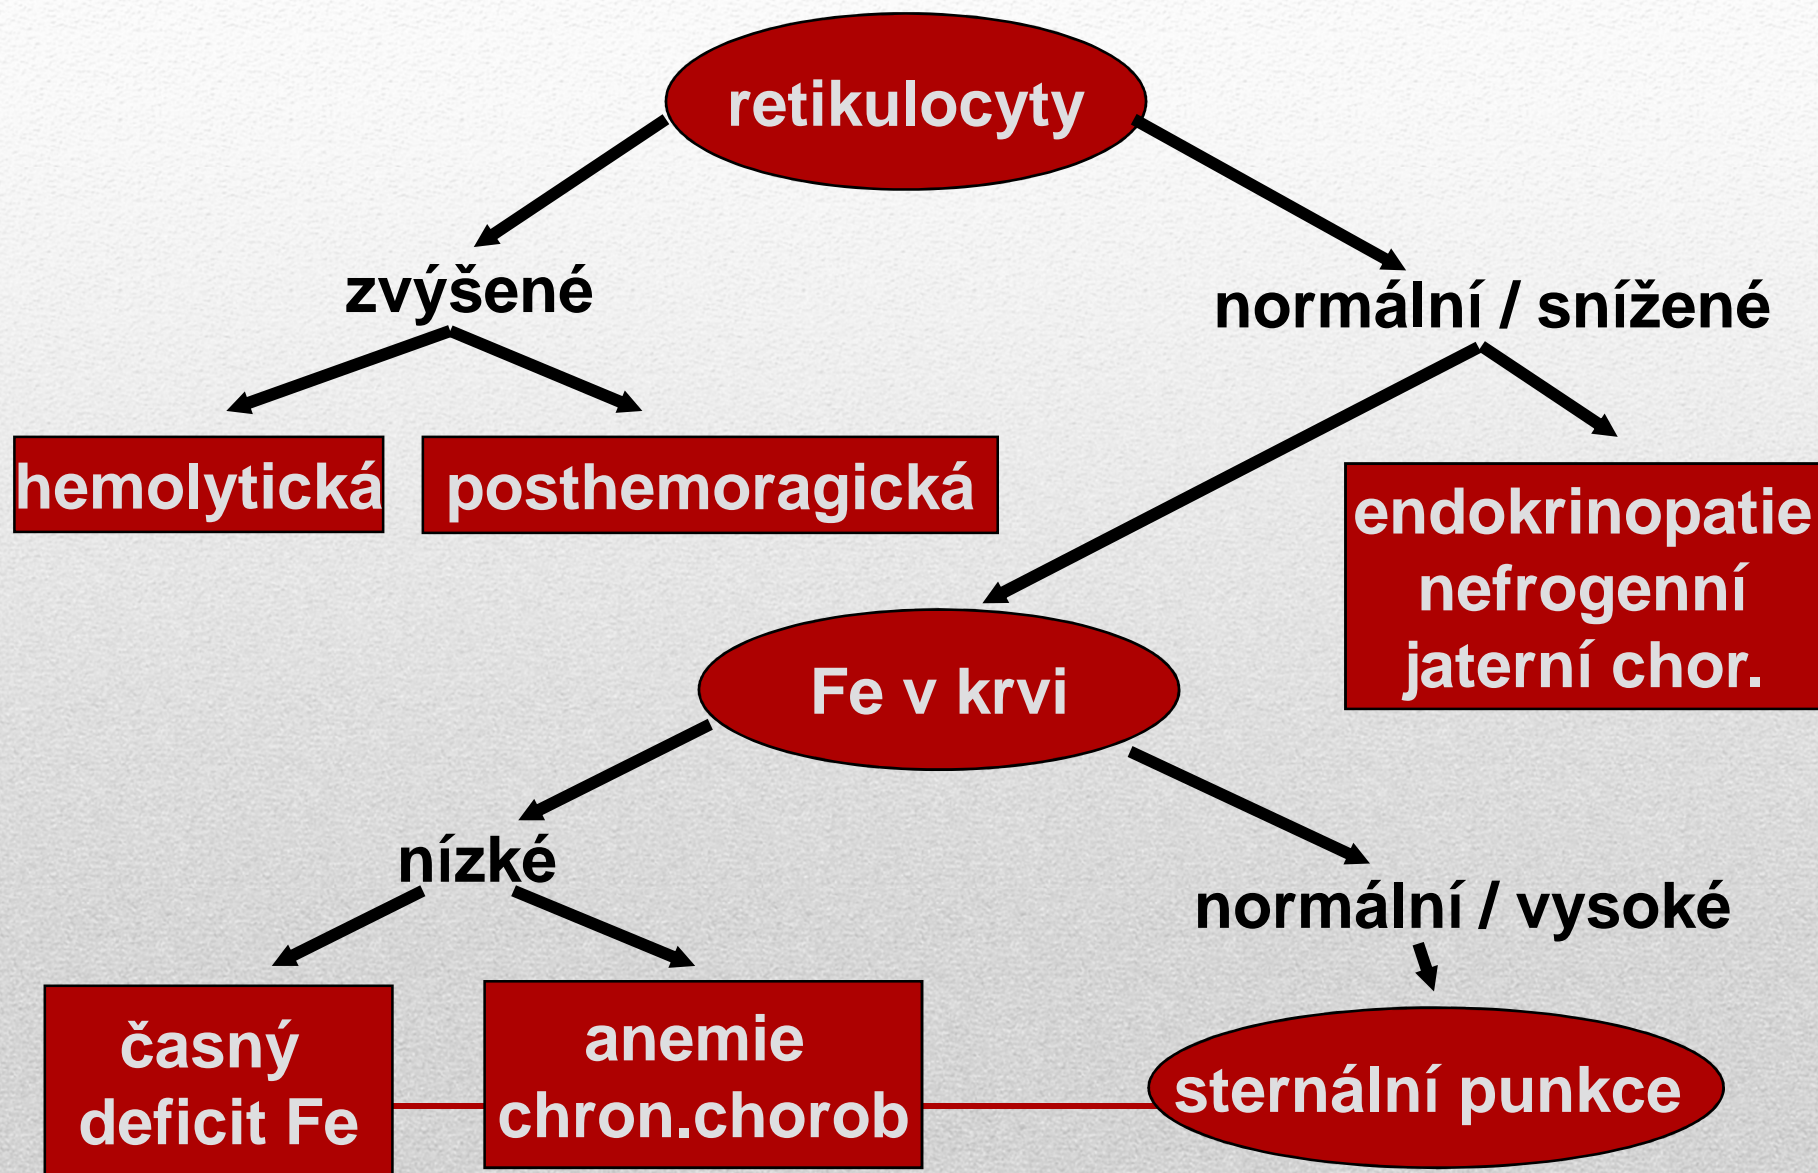 retikulocyty
zvýšené
normální / snížené
hemolytická
posthemoragická
endokrinopatie
nefrogenní
jaterní chor.
Fe v krvi
nízké
normální / vysoké
časný
deficit Fe
anemie
chron.chorob
sternální punkce